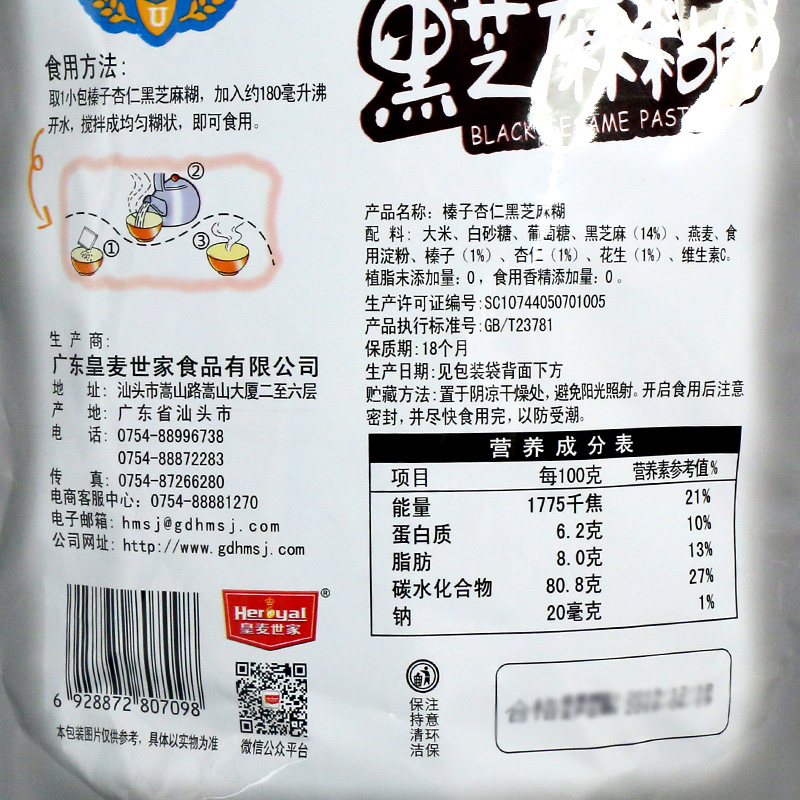 U
黑芝麻糊
BLACK SESAME PAST
食用方法：
取1小包榛子杏仁黑芝麻糊，加入约180毫升沸
开水，搅拌成均匀糊状，即可食用。
②
①
③
产品名称：榛子杏仁黑芝麻糊
配 料：大米、白砂糖、葡萄糖、黑芝麻（14%）、燕麦、食
用淀粉、榛子（1%）、杏仁（1%）、花生（1%）、维生素C。
植脂末添加量：0，食用香精添加量：0。
生产许可证编号：SC10744050701005
产品执行标准号：GB/T23781
保质期：18个月
生产日期：见包装袋背面下方
贮藏方法：置于阴凉干燥处，避免阳光照射。开启食用后注意
密封，并尽快食用完，以防受潮。
生产商：
广东皇麦世家食品有限公司
地 址：汕头市嵩山路嵩山大厦二至六层
产 地：广东省汕头市
电 话：0754-88996738
0754-88872283
传 真：0754-87266280
电商客服中心：0754-88881270
电子邮箱：hmsj@gdhmsj.com
公司网址：http://www.gdhmsj.com
营养成分表
项目 每100克 营养素参考值%
能量 1775千焦 21%
蛋白质 6.2克 10%
脂肪 8.0克 13%
碳水化合物 80.8克 27%
钠 20毫克 1%
Heroyal ®
皇麦世家
6 928872 807098
本包装图片仅供参考，具体以实物为准
微信公众平台
保持清洁
注意环保